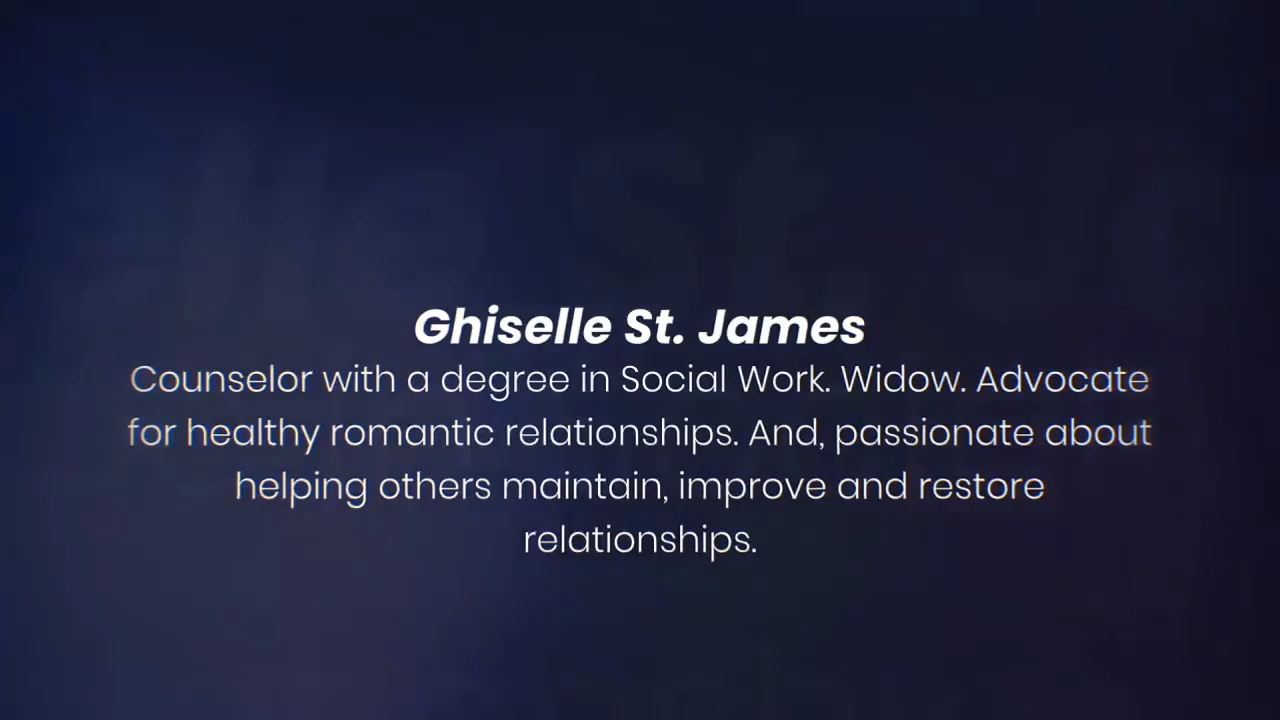 Ghiselle St. James
Counselor with a degree in Social Work. Widow. Advocate
for healthy romantic relationships. And, passionate about
helping others maintain, improve and restore
relationships.